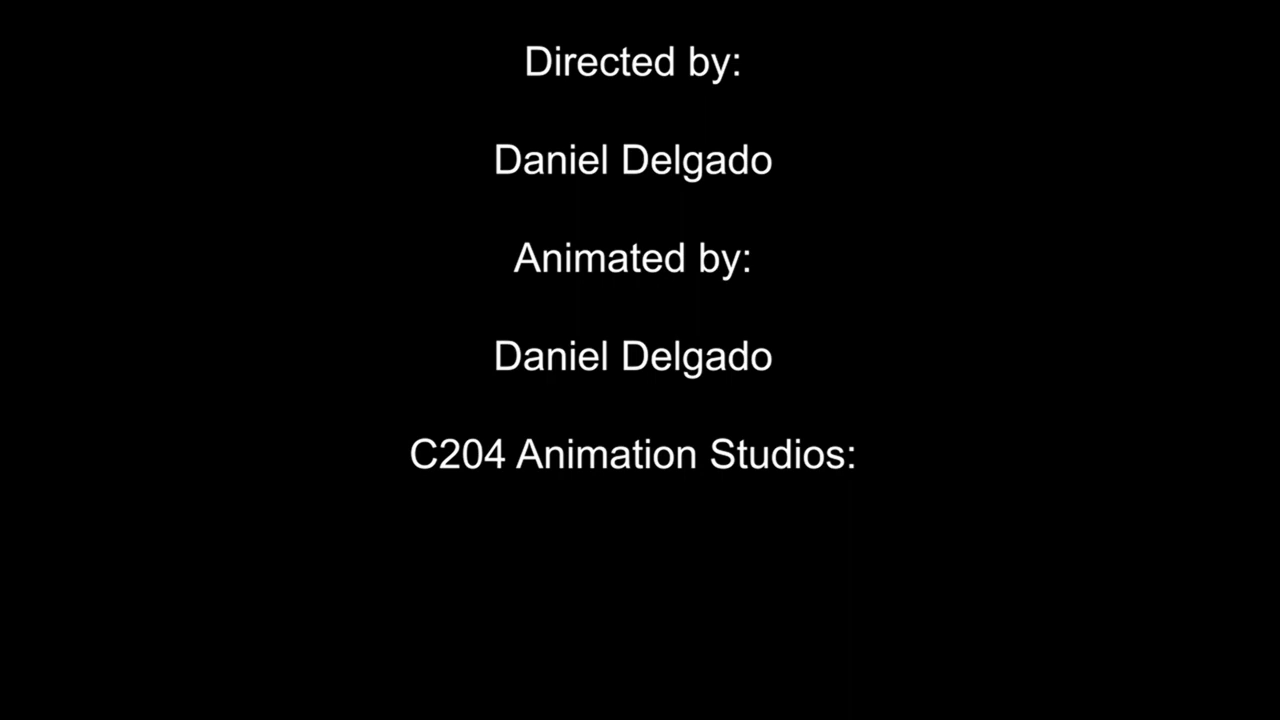 Directed by:
Daniel Delgado
Animated by:
Daniel Delgado
C204 Animation Studios: